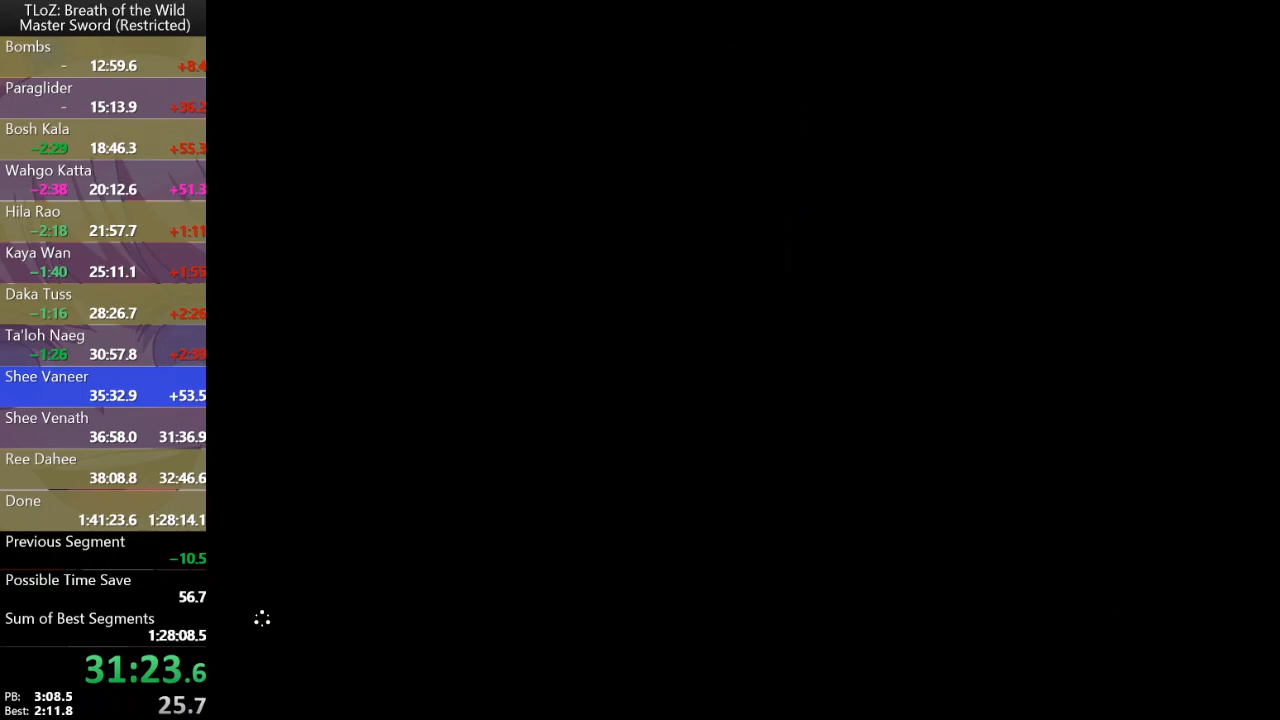 TLoZ: Breath of the Wild
Master Sword (Restricted)
Bombs
- 12:59.6 +8.4
Paraglider
- 15:13.9 +36.2
Bosh Kala
−2:29 18:46.3 +55.3
Wahgo Katta
−2:38 20:12.6 +51.3
Hila Rao
−2:18 21:57.7 +1:11
Kaya Wan
−1:40 25:11.1 +1:55
Daka Tuss
−1:16 28:26.7 +2:26
Ta'loh Naeg
−1:26 30:57.8 +2:39
Shee Vaneer
35:32.9 +53.5
Shee Venath
36:58.0 31:36.9
Ree Dahee
38:08.8 32:46.6
Done
1:41:23.6 1:28:14.1
Previous Segment
−10.5
Possible Time Save
56.7
Sum of Best Segments
1:28:08.5
31:23.6
PB: 3:08.5
Best: 2:11.8
25.7